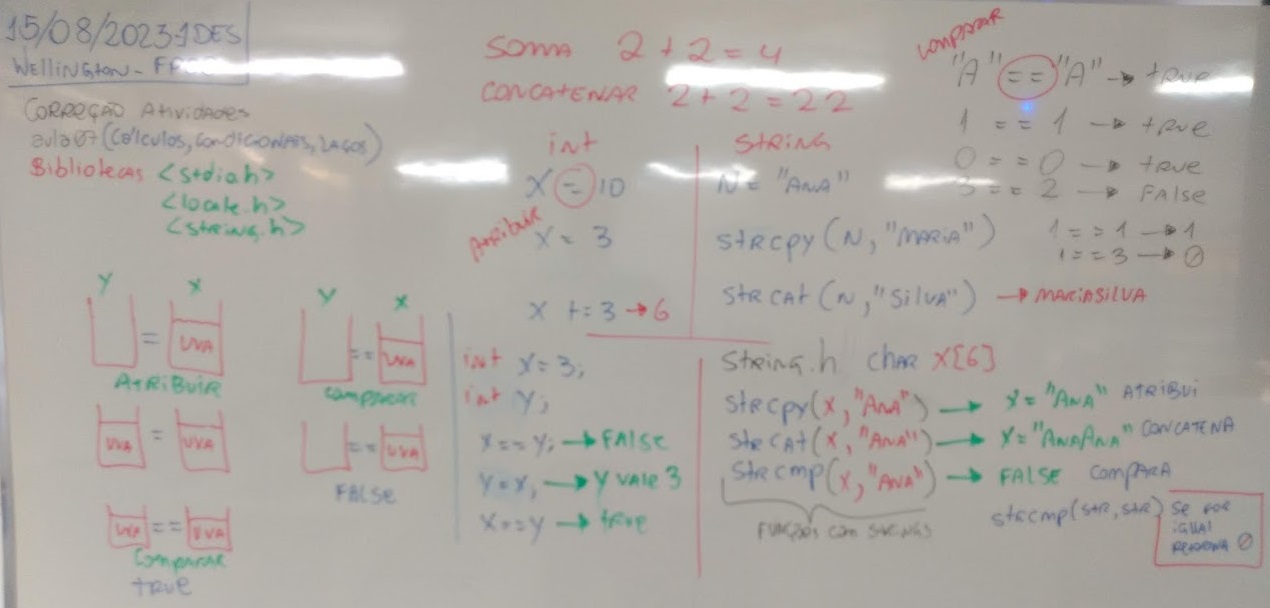 15/08/2023-1DES
Wellington - 
Correção Atividades
aula 07 (Cálculos, condicionais, laços)
Bibliotecas <stdio.h>
<locale.h>
<string.h>
SOMA 2 + 2 = 4
CONCATENAR 2 + 2 = 22
comparar
"A" == "A" → true
1 == 1 → true
0 == 0 → true
3 == 2 → False
1 == 1 → 1
1 == 3 → 0
int
X = 10
Atribuir
X = 3
X += 3 → 6
STRING
N = "ANA"
strcpy(N, "MARIA")
strcat(N, "SILVA") → MARIASILVA
Y X
= UVA
ATRIBUIR
UVA = UVA
UVA == UVA
Comparar
true
Y X
== UVA
comparar
== UVA
FALSE
int X = 3;
int Y;
X == Y; → FALSE
Y = X; → Y vale 3
X == Y → true
String.h char X[6]
strcpy(X, "ANA") → X = "ANA" ATRIBUI
strcat(X, "ANA") → X = "ANAANA" CONCATENA
strcmp(X, "ANA") → FALSE COMPARA
Funções com strings
strcmp(str, str)
Se for
igual
retorna 0